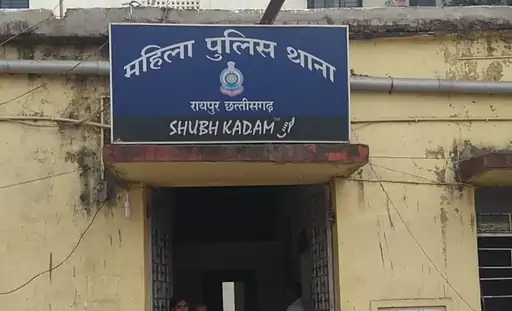 महिला पुलिस थाना
रायपुर छत्तीसगढ़
SHUBH KADAM